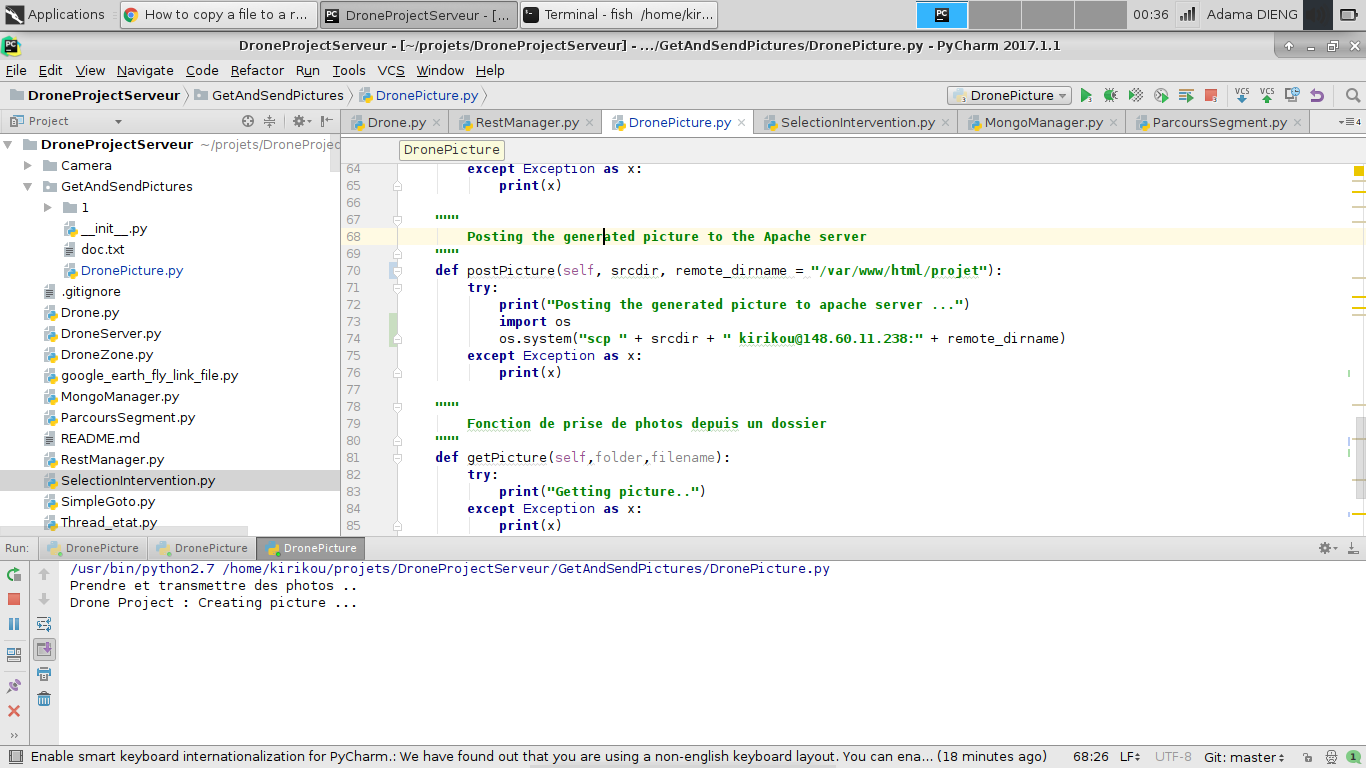 Applications
How to copy a file to a r...
DroneProjectServeur - [...
Terminal - fish /home/kir...
00:36
Adama DIENG
DroneProjectServeur - [~/projets/DroneProjectServeur] - .../GetAndSendPictures/DronePicture.py - PyCharm 2017.1.1
File Edit View Navigate Code Refactor Run Tools VCS Window Help
DroneProjectServeur GetAndSendPictures DronePicture.py
DronePicture
VCS VCS
Project
Drone.py RestManager.py DronePicture.py SelectionIntervention.py MongoManager.py ParcoursSegment.py
4
DroneProjectServeur ~/projets/DroneProjec
Camera
GetAndSendPictures
1
__init__.py
doc.txt
DronePicture.py
.gitignore
Drone.py
DroneServer.py
DroneZone.py
google_earth_fly_link_file.py
MongoManager.py
ParcoursSegment.py
README.md
RestManager.py
SelectionIntervention.py
SimpleGoto.py
Thread_etat.py
DronePicture
64 except Exception as x:
65 print(x)
66
67 """
68 Posting the generated picture to the Apache server
69 """
70 def postPicture(self, srcdir, remote_dirname = "/var/www/html/projet"):
71 try:
72 print("Posting the generated picture to apache server ...")
73 import os
74 os.system("scp " + srcdir + " kirikou@148.60.11.238:" + remote_dirname)
75 except Exception as x:
76 print(x)
77
78 """
79 Fonction de prise de photos depuis un dossier
80 """
81 def getPicture(self,folder,filename):
82 try:
83 print("Getting picture..")
84 except Exception as x:
85 print(x)
Run: DronePicture DronePicture DronePicture
/usr/bin/python2.7 /home/kirikou/projets/DroneProjectServeur/GetAndSendPictures/DronePicture.py
Prendre et transmettre des photos ..
Drone Project : Creating picture ...
Enable smart keyboard internationalization for PyCharm.: We have found out that you are using a non-english keyboard layout. You can ena... (18 minutes ago)
68:26 LF UTF-8 Git: master 1